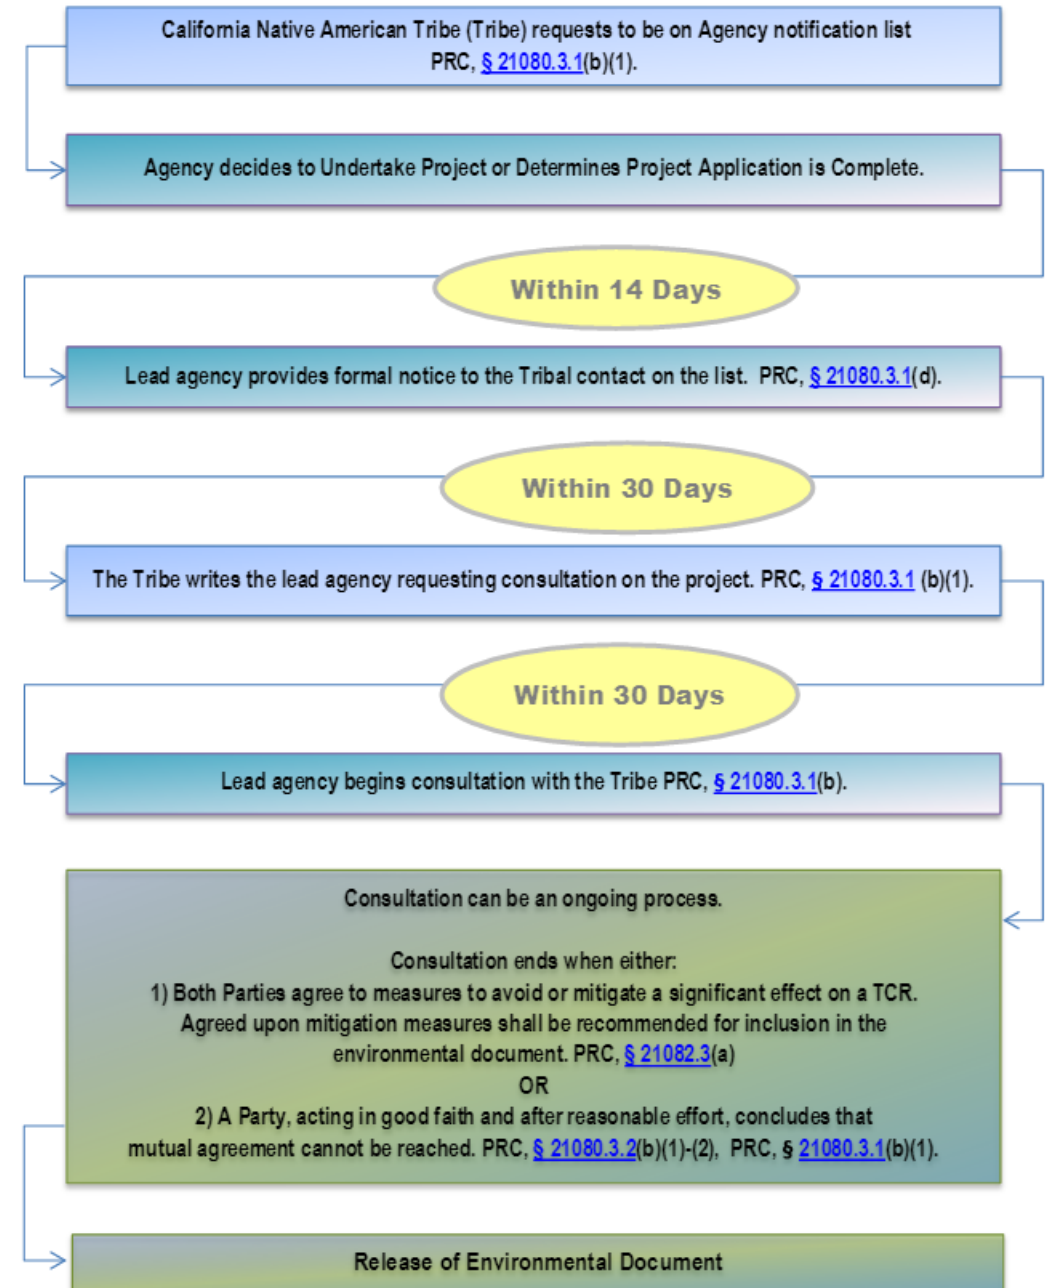 California Native American Tribe (Tribe) requests to be on Agency notification list
PRC, § 21080.3.1(b)(1).
Agency decides to Undertake Project or Determines Project Application is Complete.
Within 14 Days
Lead agency provides formal notice to the Tribal contact on the list. PRC, § 21080.3.1(d).
Within 30 Days
The Tribe writes the lead agency requesting consultation on the project. PRC, § 21080.3.1 (b)(1).
Within 30 Days
Lead agency begins consultation with the Tribe PRC, § 21080.3.1(b).
Consultation can be an ongoing process.
Consultation ends when either:
1) Both Parties agree to measures to avoid or mitigate a significant effect on a TCR.
Agreed upon mitigation measures shall be recommended for inclusion in the
environmental document. PRC, § 21082.3(a)
OR
2) A Party, acting in good faith and after reasonable effort, concludes that
mutual agreement cannot be reached. PRC, § 21080.3.2(b)(1)-(2), PRC, § 21080.3.1(b)(1).
Release of Environmental Document